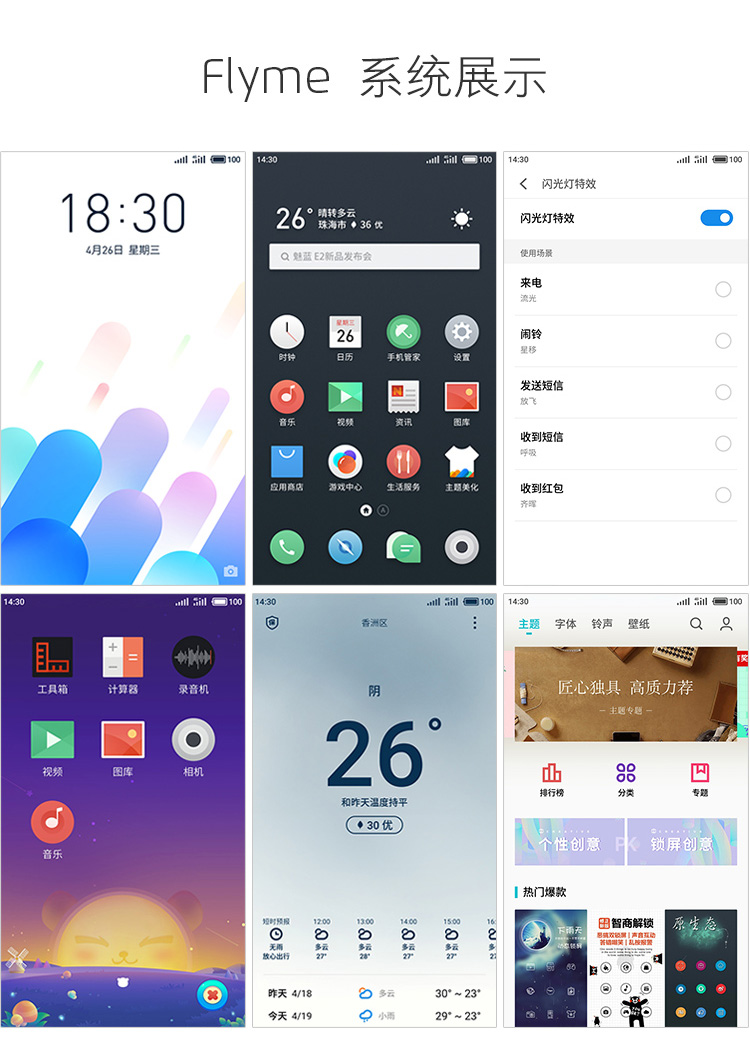 Flyme 系统展示
100
18:30
4月26日 星期三
14:30
100
26° 晴转多云
珠海市 36 优
魅蓝 E2新品发布会
星期三
26
时钟 日历 手机管家 设置
音乐 视频 资讯 图库
应用商店 游戏中心 生活服务 主题美化
A
14:30
100
闪光灯特效
闪光灯特效
使用场景
来电
流光
闹铃
星移
发送短信
放飞
收到短信
呼吸
收到红包
齐晖
14:30
100
工具箱 计算器 录音机
视频 图库 相机
音乐
14:30
100
保
香洲区
阴
26°
和昨天温度持平
30 优
短时预报 12:00 13:00 14:00 15:00 16:
无雨 多云 多云 多云 多云
放心出行 27° 28° 27° 27°
昨天 4/18 多云 30° ~ 23°
今天 4/19 小雨 29° ~ 23°
14:30
100
主题 字体 铃声 壁纸
匠心独具 高质力荐
– 主题专题 –
排行榜 分类 专题
CREATIVE
个性创意
PK
CREATIVE
锁屏创意
热门爆款
下雨天
动态锁屏
智商解锁
原生态